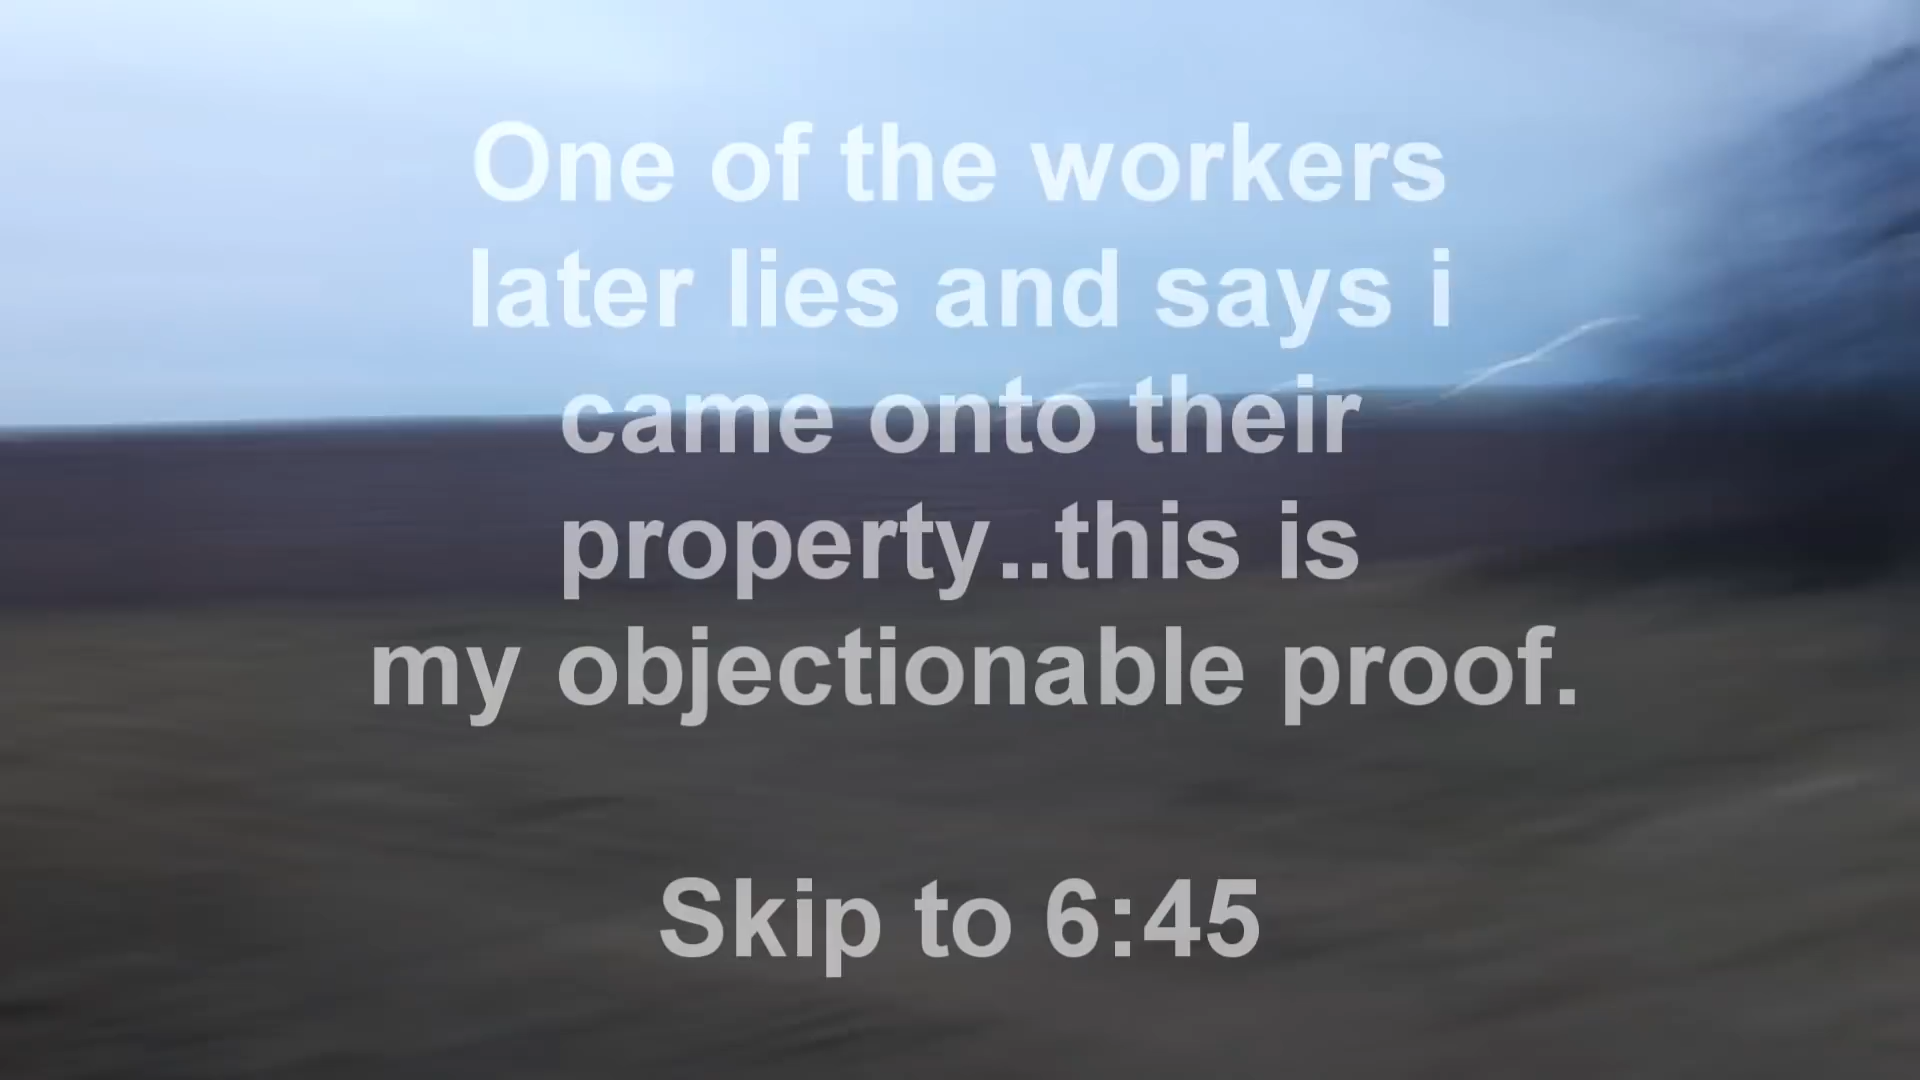 One of the workers
later lies and says i
came onto their
property..this is
my objectionable proof.
Skip to 6:45